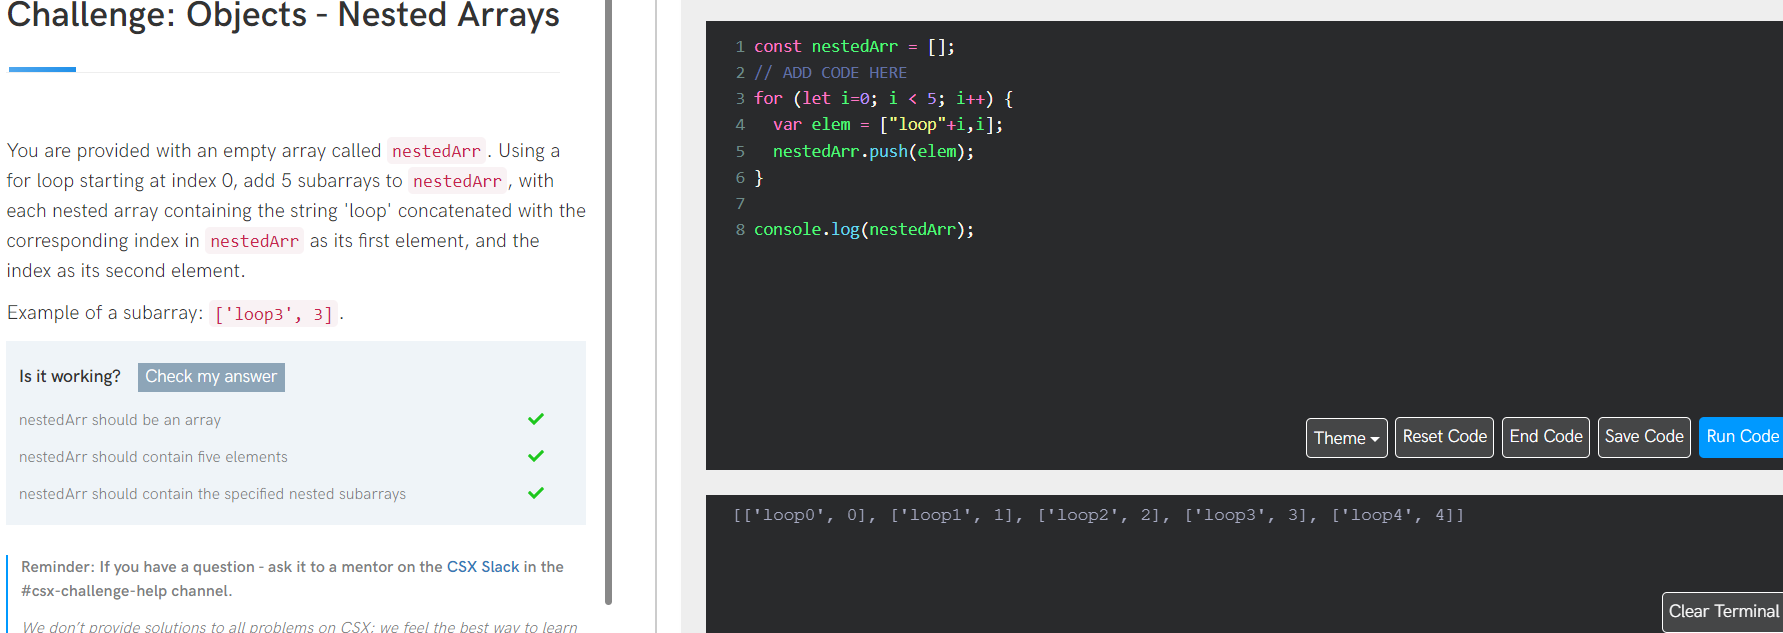 Challenge: Objects - Nested Arrays
You are provided with an empty array called nestedArr. Using a
for loop starting at index 0, add 5 subarrays to nestedArr, with
each nested array containing the string 'loop' concatenated with the
corresponding index in nestedArr as its first element, and the
index as its second element.
Example of a subarray: ['loop3', 3].
Is it working? Check my answer
nestedArr should be an array
nestedArr should contain five elements
nestedArr should contain the specified nested subarrays
Reminder: If you have a question - ask it to a mentor on the CSX Slack in the
#csx-challenge-help channel.
We don't provide solutions to all problems on CSX; we feel the best way to learn
1 const nestedArr = [];
2 // ADD CODE HERE
3 for (let i=0; i < 5; i++) {
4   var elem = ["loop"+i,i];
5   nestedArr.push(elem);
6 }
7
8 console.log(nestedArr);
Theme Reset Code End Code Save Code Run Code
[['loop0', 0], ['loop1', 1], ['loop2', 2], ['loop3', 3], ['loop4', 4]]
Clear Terminal